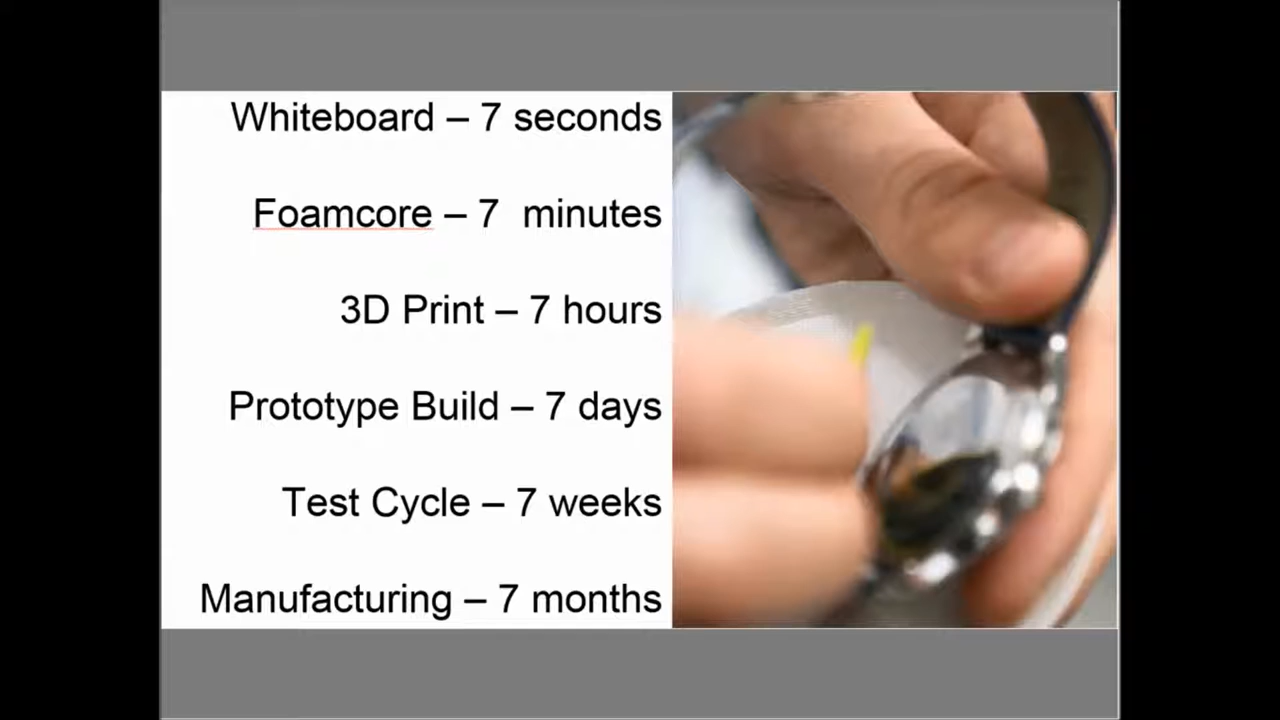 Whiteboard – 7 seconds
Foamcore – 7  minutes
3D Print – 7 hours
Prototype Build – 7 days
Test Cycle – 7 weeks
Manufacturing – 7 months